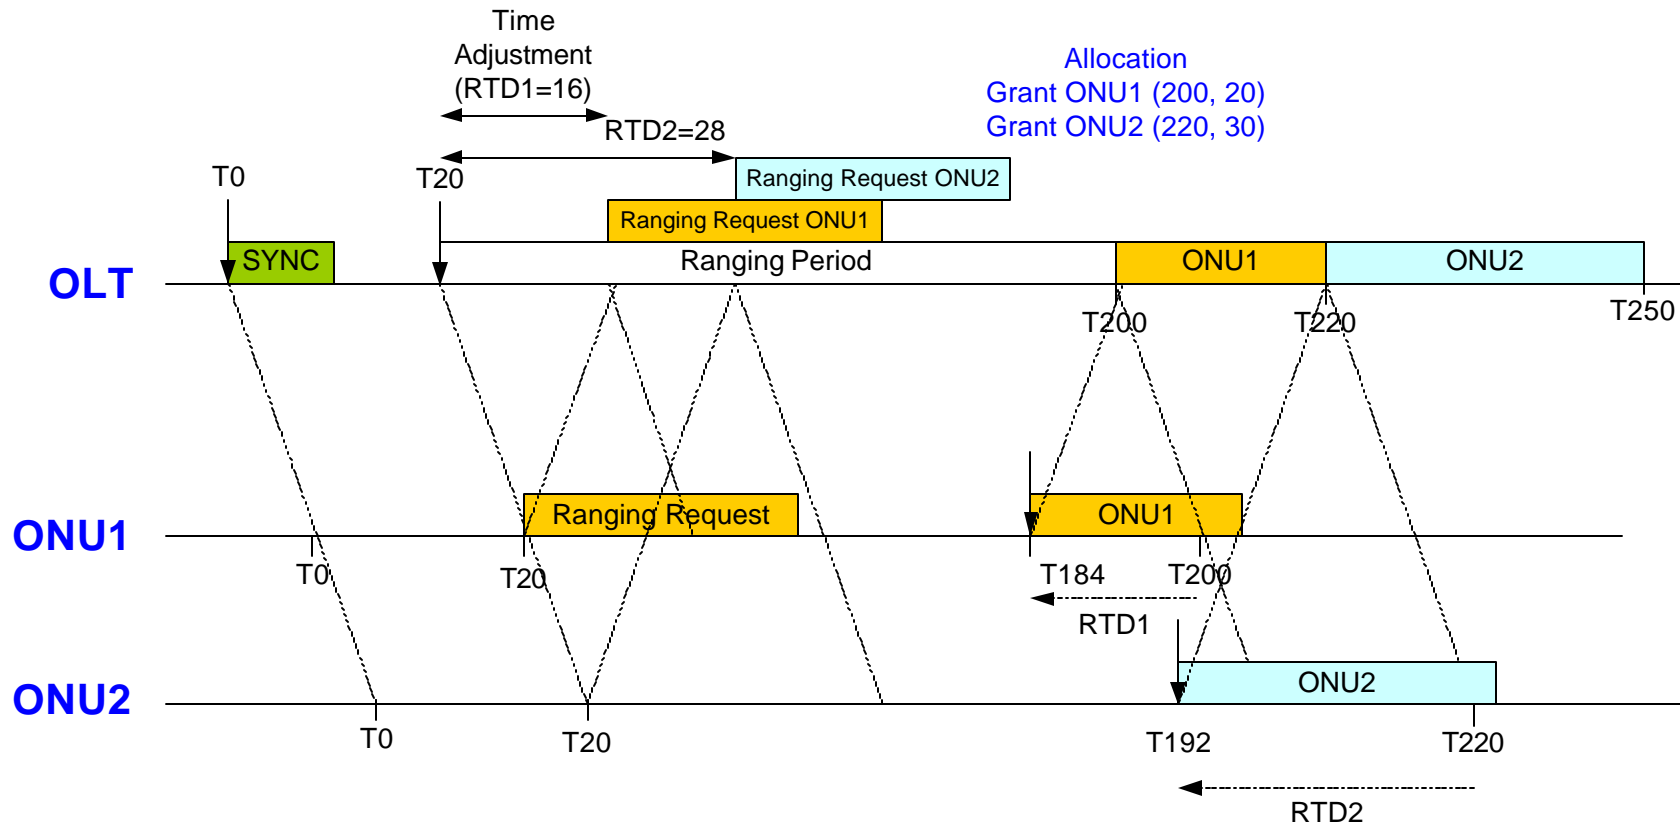 Time
Adjustment
(RTD1=16)
Allocation
Grant ONU1 (200, 20)
Grant ONU2 (220, 30)
RTD2=28
T0
T20
Ranging Request ONU2
Ranging Request ONU1
SYNC
Ranging Period
ONU1
ONU2
OLT
T200
T220
T250
ONU1
Ranging Request
ONU1
T0
T20
T184
T200
RTD1
ONU2
ONU2
T0
T20
T192
T220
RTD2